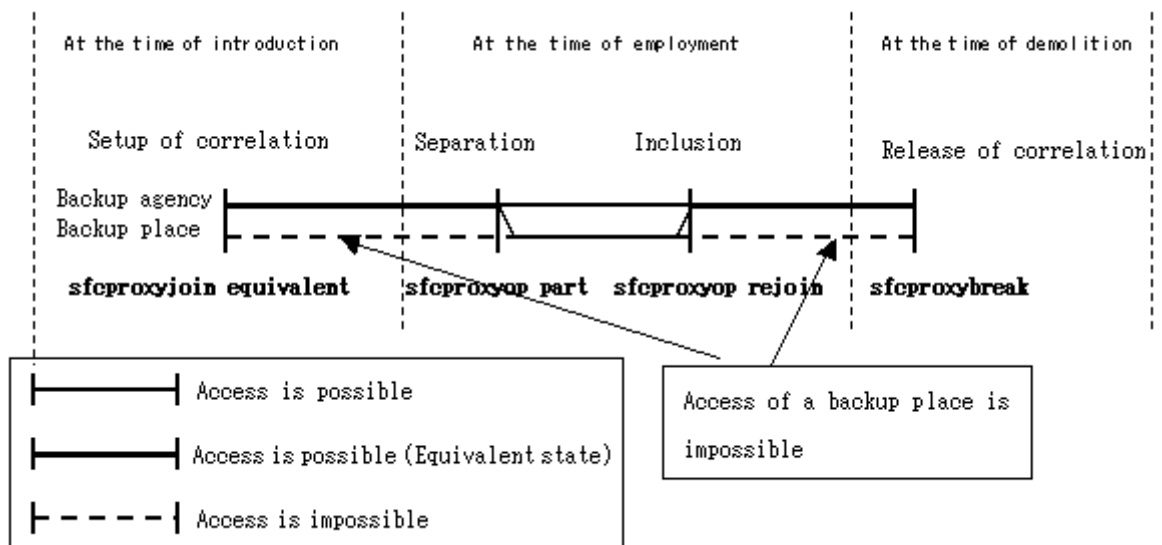 At the time of introduction
At the time of employment
At the time of demolition
Setup of correlation
Separation
Inclusion
Release of correlation
Backup agency
Backup place
sfcproxyjoin equivalent
sfcproxyop part
sfcproxyop rejoin
sfcproxybreak
Access is possible
Access is possible (Equivalent state)
Access is impossible
Access of a backup place is
impossible